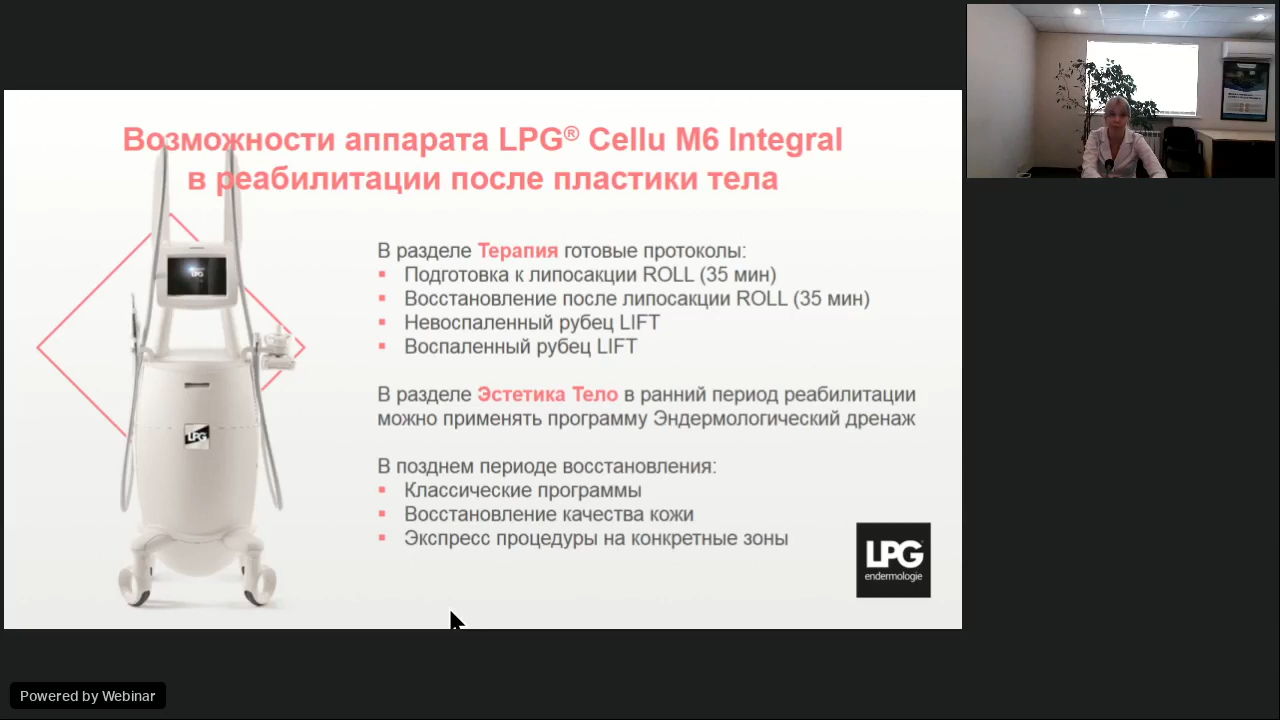 Возможности аппарата LPG® Cellu M6 Integral
в реабилитации после пластики тела
В разделе Терапия готовые протоколы:
▪ Подготовка к липосакции ROLL (35 мин)
▪ Восстановление после липосакции ROLL (35 мин)
▪ Невоспаленный рубец LIFT
▪ Воспаленный рубец LIFT
В разделе Эстетика Тело в ранний период реабилитации
можно применять программу Эндермологический дренаж
В позднем периоде восстановления:
▪ Классические программы
▪ Восстановление качества кожи
▪ Экспресс процедуры на конкретные зоны
LPG
LPG
LPG
endermologie
Powered by Webinar